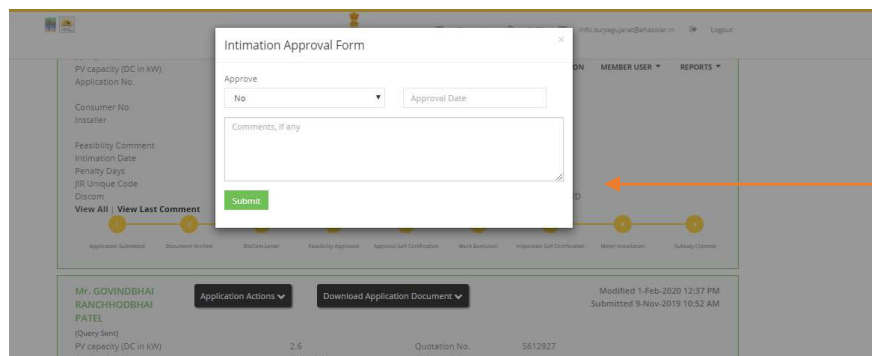 info.suryagujarat@ahasolar.in Logout
Intimation Approval Form ×
PV capacity (DC in kW) ON MEMBER USER REPORTS
Application No.
Approve
No Approval Date
Consumer No.
Installer
Comments, if any
Feasibility Comment
Intimation Date
Penalty Days
JIR Unique Code
Discom D
Submit
View All | View Last Comment
Application Submitted Document Verified DisCom Letter Feasibility Approved Approval Self Certification Work Execution Inspection Self Certification Meter Installation Subsidy Claimed
Mr. GOVINDBHAI
RANCHHODBHAI
PATEL
Application Actions Download Application Document
Modified 1-Feb-2020 12:37 PM
Submitted 9-Nov-2019 10:52 AM
(Query Sent)
PV capacity (DC in kW) 2.6 Quotation No. 5612927